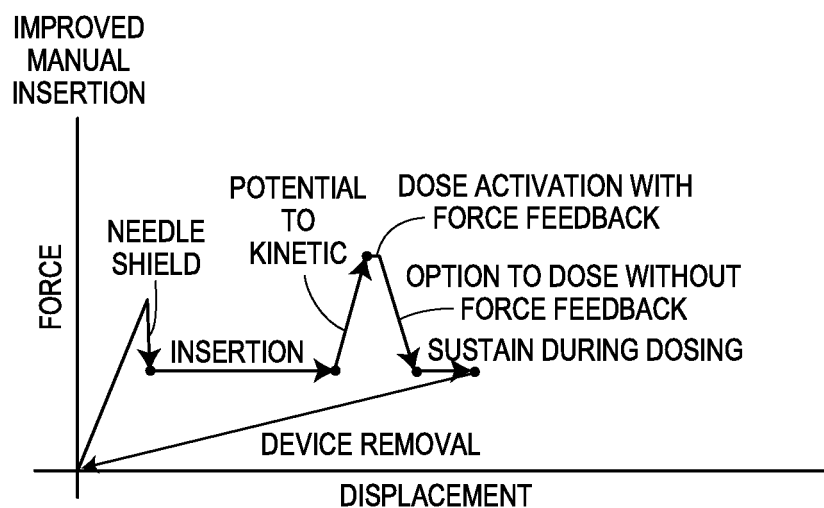 IMPROVED
MANUAL
INSERTION
FORCE
NEEDLE
SHIELD
POTENTIAL
TO
KINETIC
DOSE ACTIVATION WITH
FORCE FEEDBACK
OPTION TO DOSE WITHOUT
FORCE FEEDBACK
INSERTION
SUSTAIN DURING DOSING
DEVICE REMOVAL
DISPLACEMENT